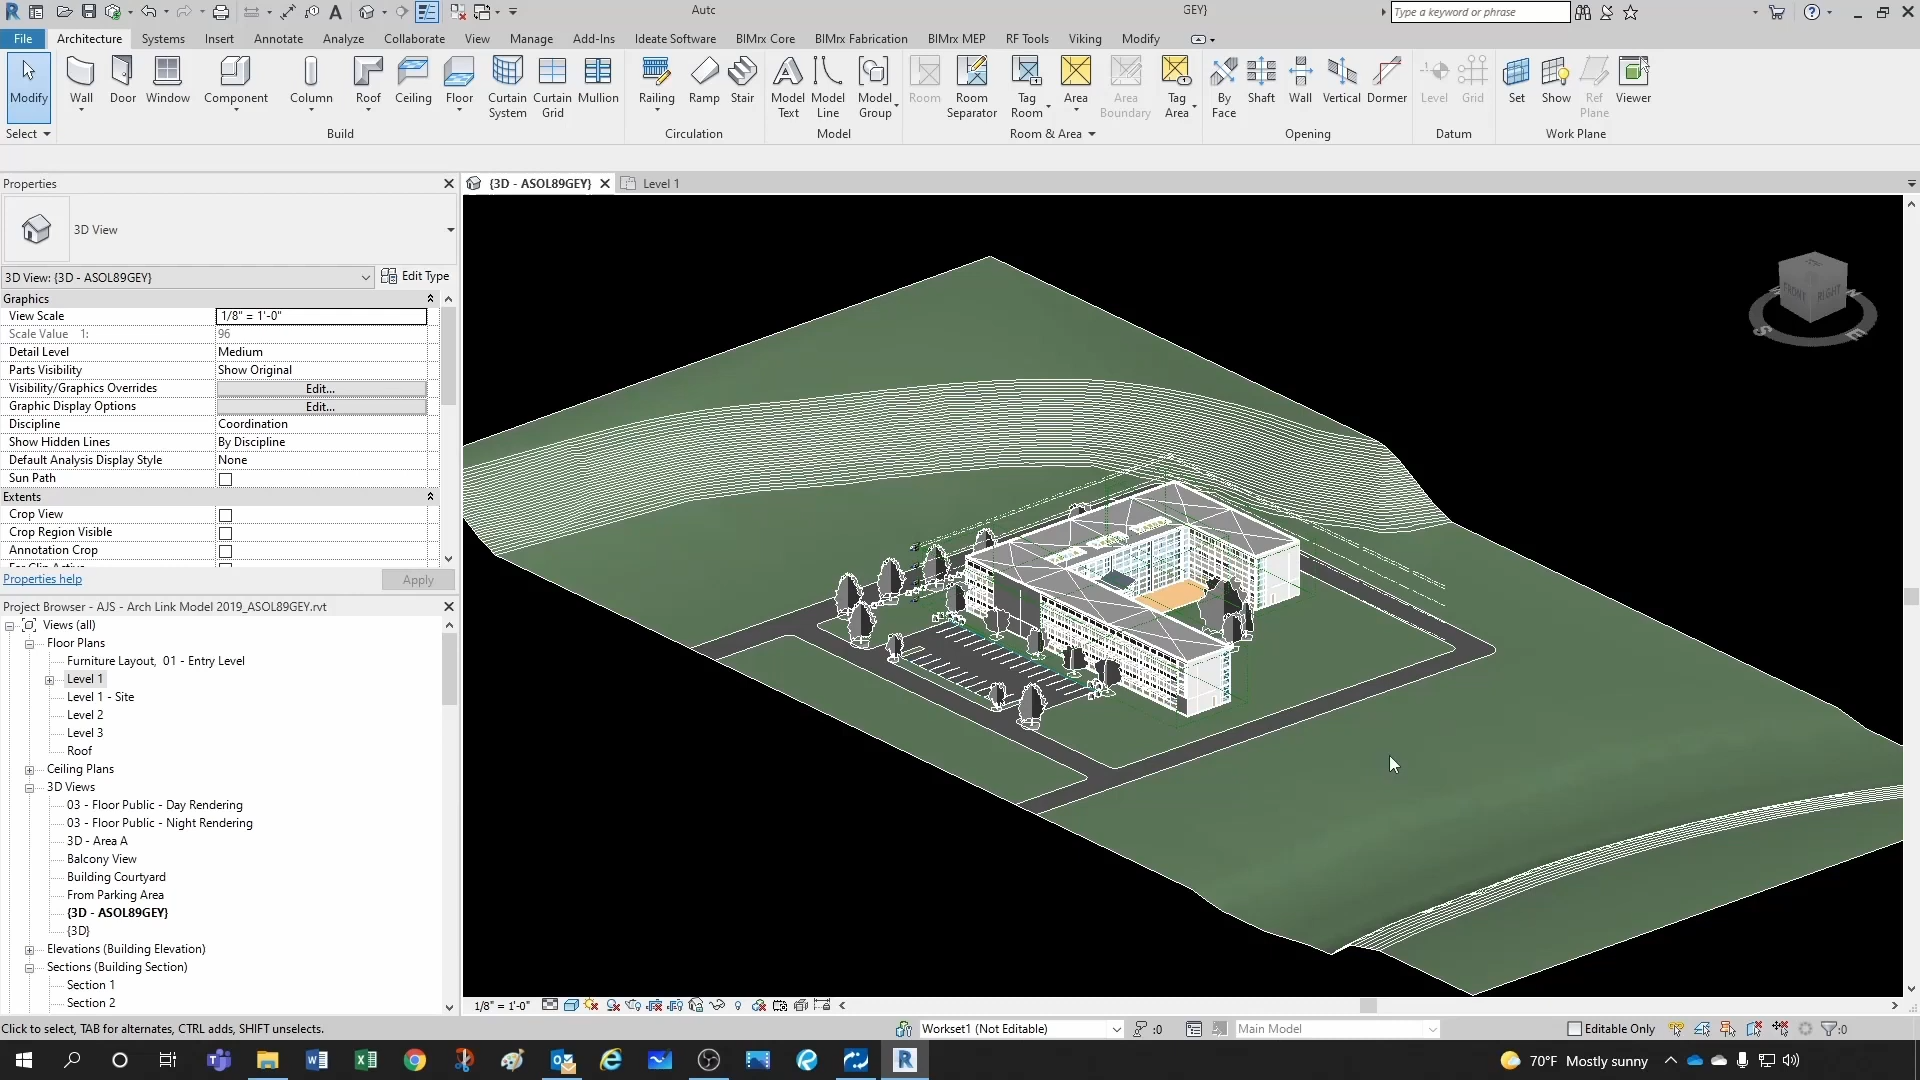 Autc
GEY}
Type a keyword or phrase
File Architecture Systems Insert Annotate Analyze Collaborate View Manage Add-Ins Ideate Software BIMrx Core BIMrx Fabrication BIMrx MEP RF Tools Viking Modify
Modify Wall Door Window Component Column Roof Ceiling Floor Curtain System Curtain Grid Mullion Railing Ramp Stair Model Text Model Line Model Group Room Room Separator Tag Room Area Area Boundary Tag Area By Face Shaft Wall Vertical Dormer Level Grid Set Show Ref Plane Viewer
Select Build Circulation Model Room & Area Opening Datum Work Plane
Properties
{3D - ASOL89GEY} Level 1
3D View
3D View: {3D - ASOL89GEY} Edit Type
Graphics
View Scale 1/8" = 1'-0"
Scale Value 1: 96
Detail Level Medium
Parts Visibility Show Original
Visibility/Graphics Overrides Edit...
Graphic Display Options Edit...
Discipline Coordination
Show Hidden Lines By Discipline
Default Analysis Display Style None
Sun Path
Extents
Crop View
Crop Region Visible
Annotation Crop
Properties help Apply
Project Browser - AJS - Arch Link Model 2019_ASOL89GEY.rvt
Views (all)
Floor Plans
Furniture Layout, 01 - Entry Level
Level 1
Level 1 - Site
Level 2
Level 3
Roof
Ceiling Plans
3D Views
03 - Floor Public - Day Rendering
03 - Floor Public - Night Rendering
3D - Area A
Balcony View
Building Courtyard
From Parking Area
{3D - ASOL89GEY}
{3D}
Elevations (Building Elevation)
Sections (Building Section)
Section 1
Section 2
FRONT RIGHT
S E
1/8" = 1'-0"
Click to select, TAB for alternates, CTRL adds, SHIFT unselects.
Workset1 (Not Editable) :0 Main Model Editable Only :0
70°F Mostly sunny